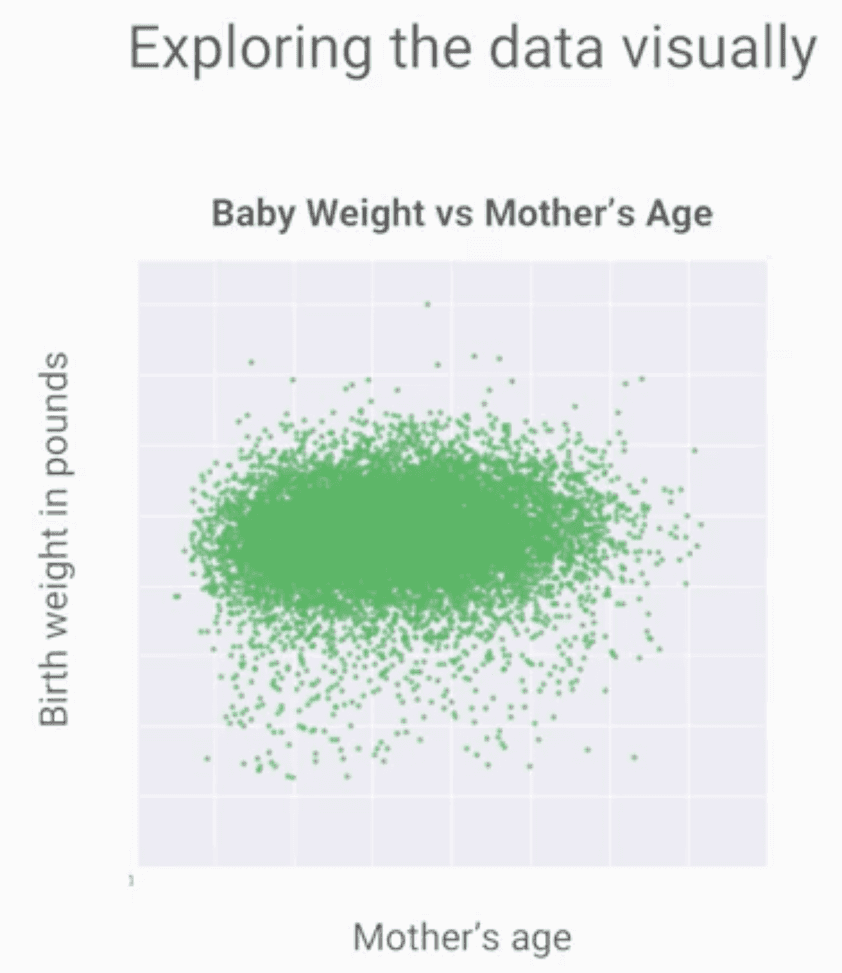 Exploring the data visually
Baby Weight vs Mother's Age
Birth weight in pounds
Mother's age